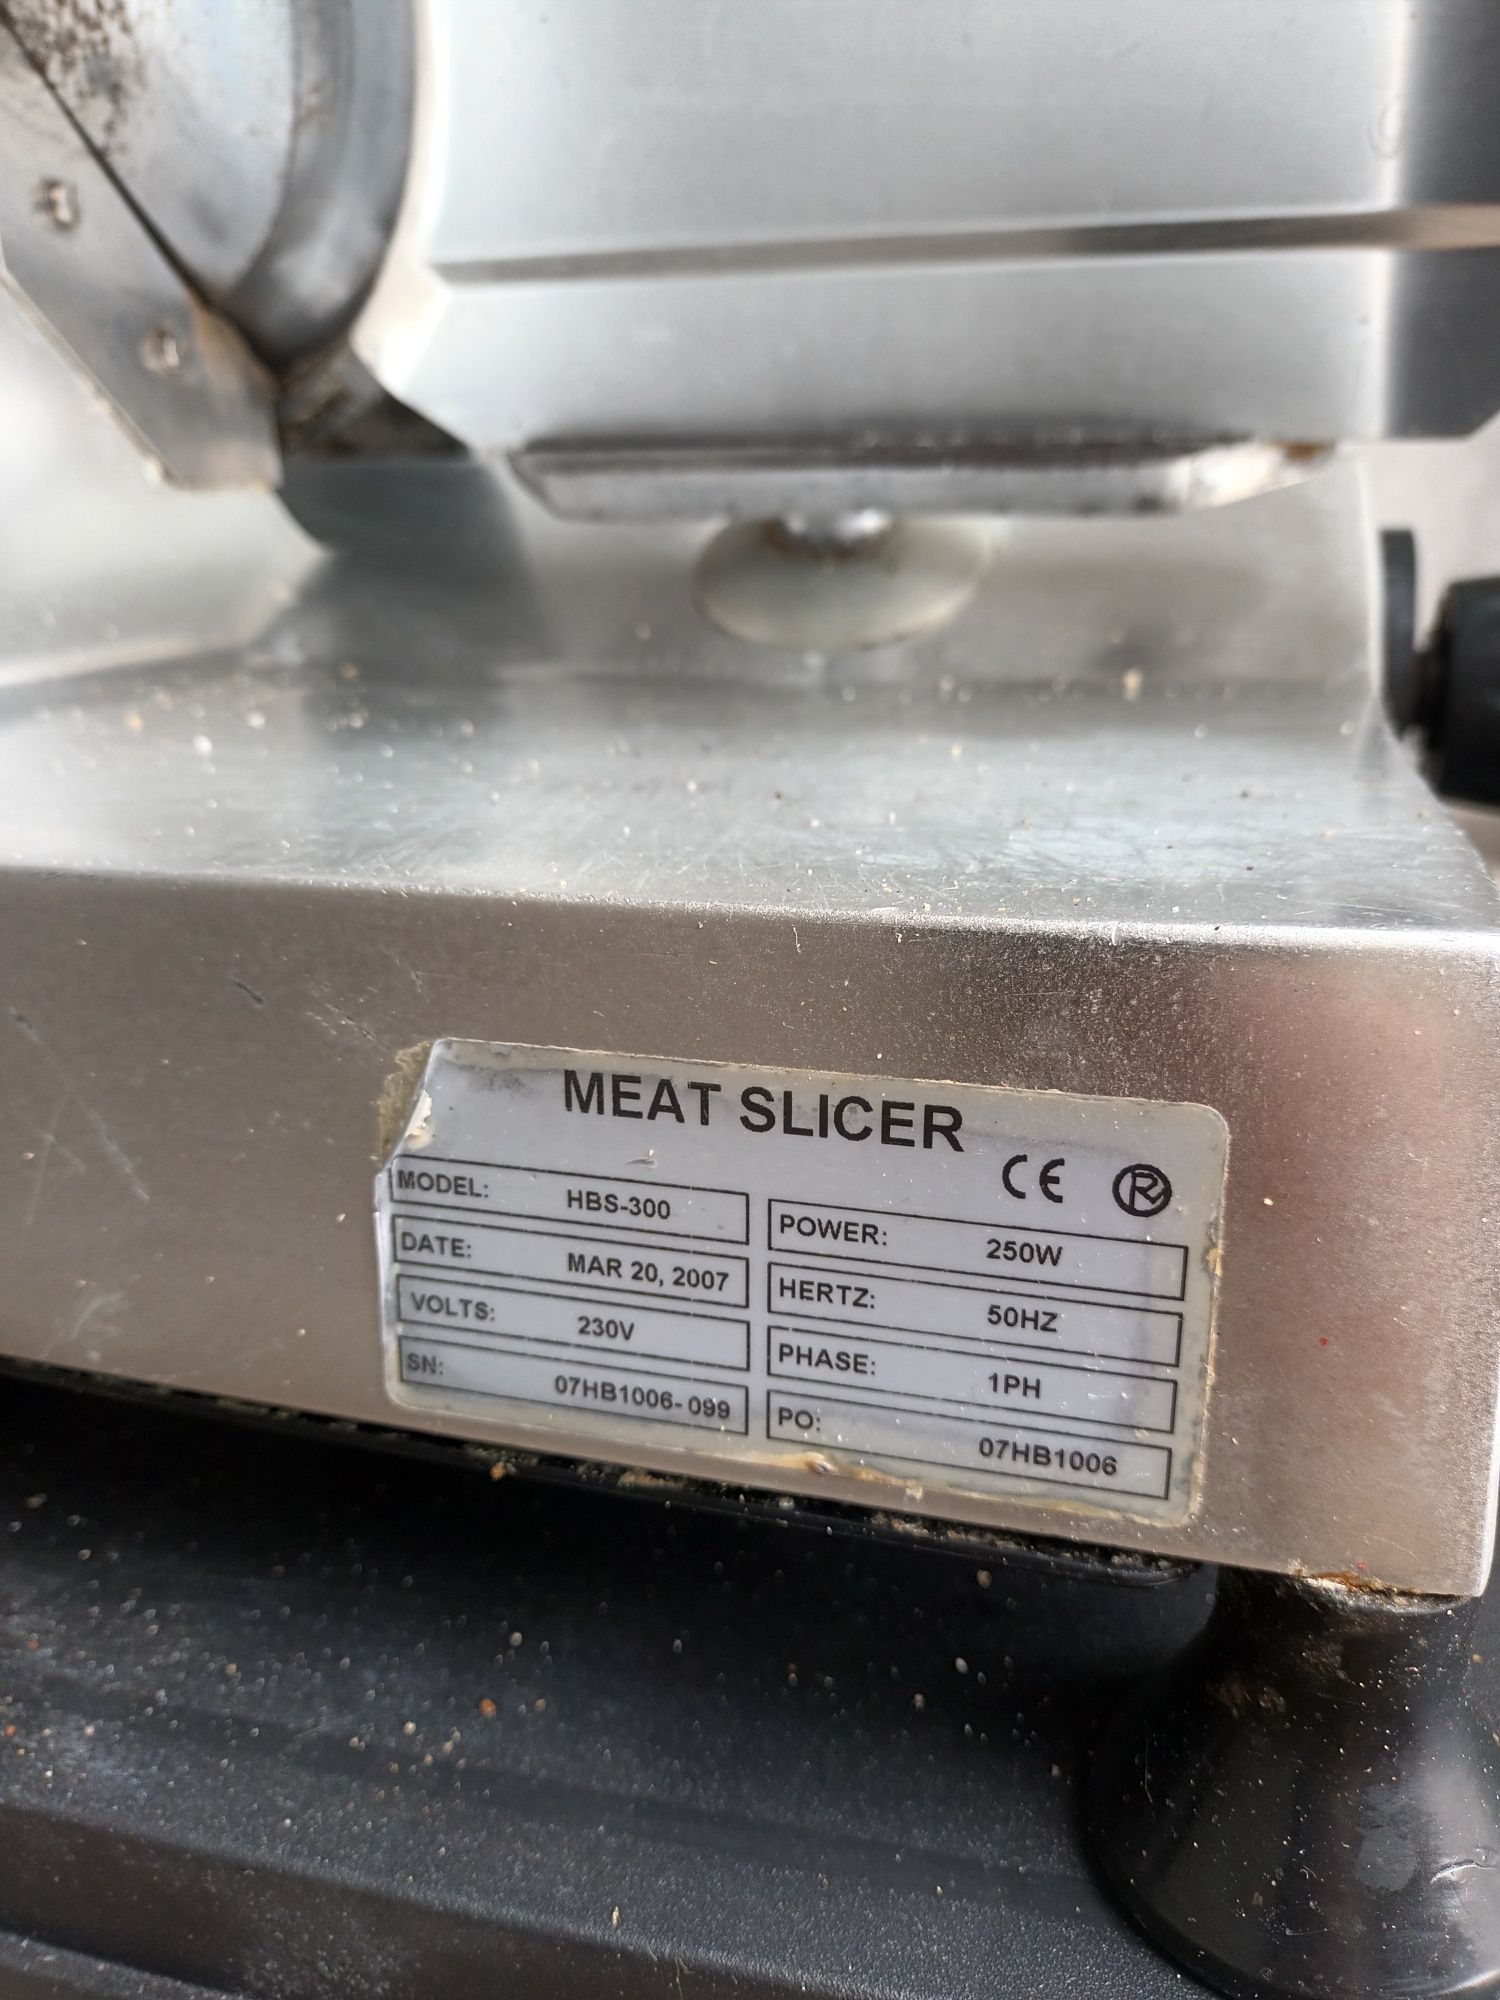 MEAT SLICER
CE ®
MODEL: HBS-300
DATE: MAR 20, 2007
VOLTS: 230V
SN: 07HB1006-099
POWER: 250W
HERTZ: 50HZ
PHASE: 1PH
PO: 07HB1006